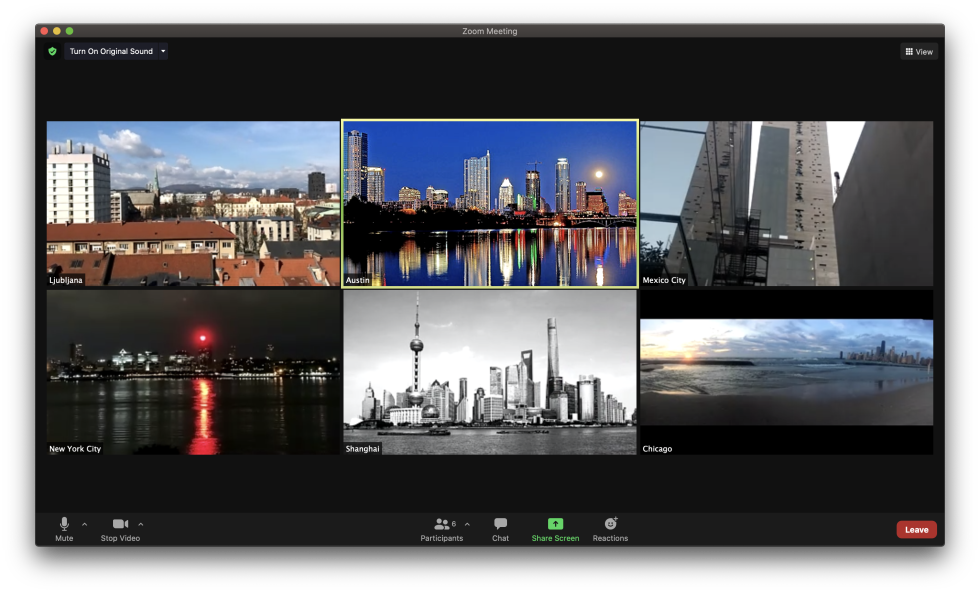 Zoom Meeting
Turn On Original Sound
View
Ljubljana
Austin
Mexico City
New York City
Shanghai
Chicago
Mute
Stop Video
6
Participants
Chat
Share Screen
Reactions
Leave